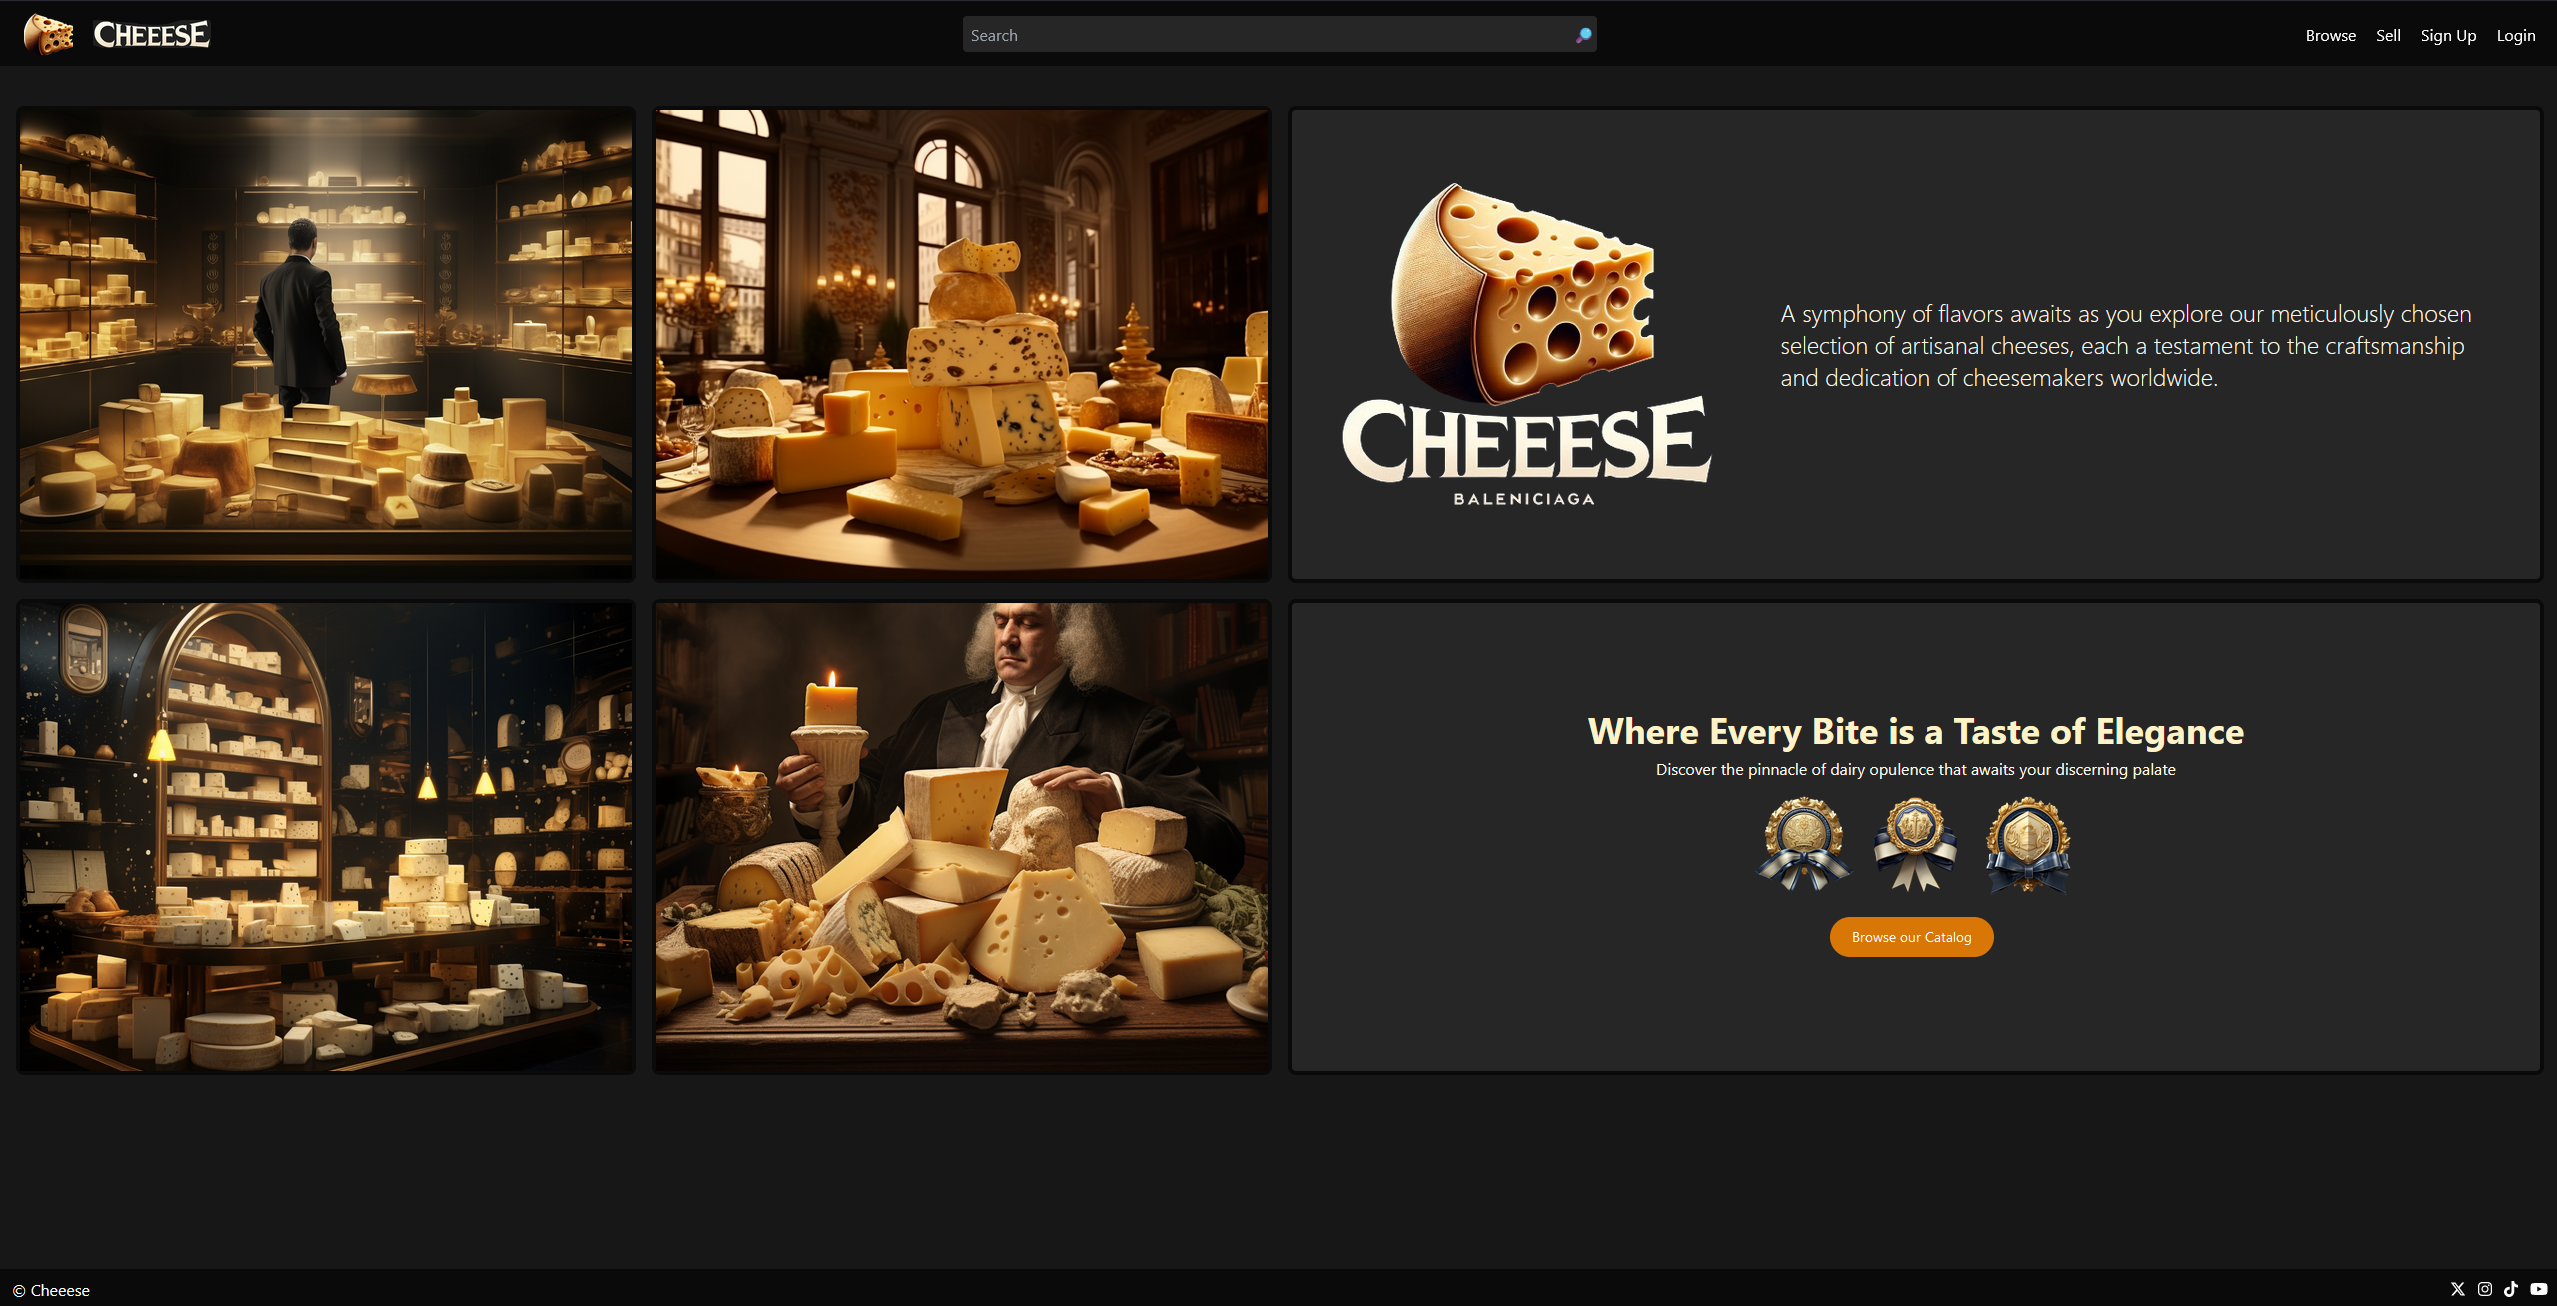 CHEEESE
Search
Browse Sell Sign Up Login
CHEEESE
BALENICIAGA
A symphony of flavors awaits as you explore our meticulously chosen
selection of artisanal cheeses, each a testament to the craftsmanship
and dedication of cheesemakers worldwide.
Where Every Bite is a Taste of Elegance
Discover the pinnacle of dairy opulence that awaits your discerning palate
Browse our Catalog
© Cheeese